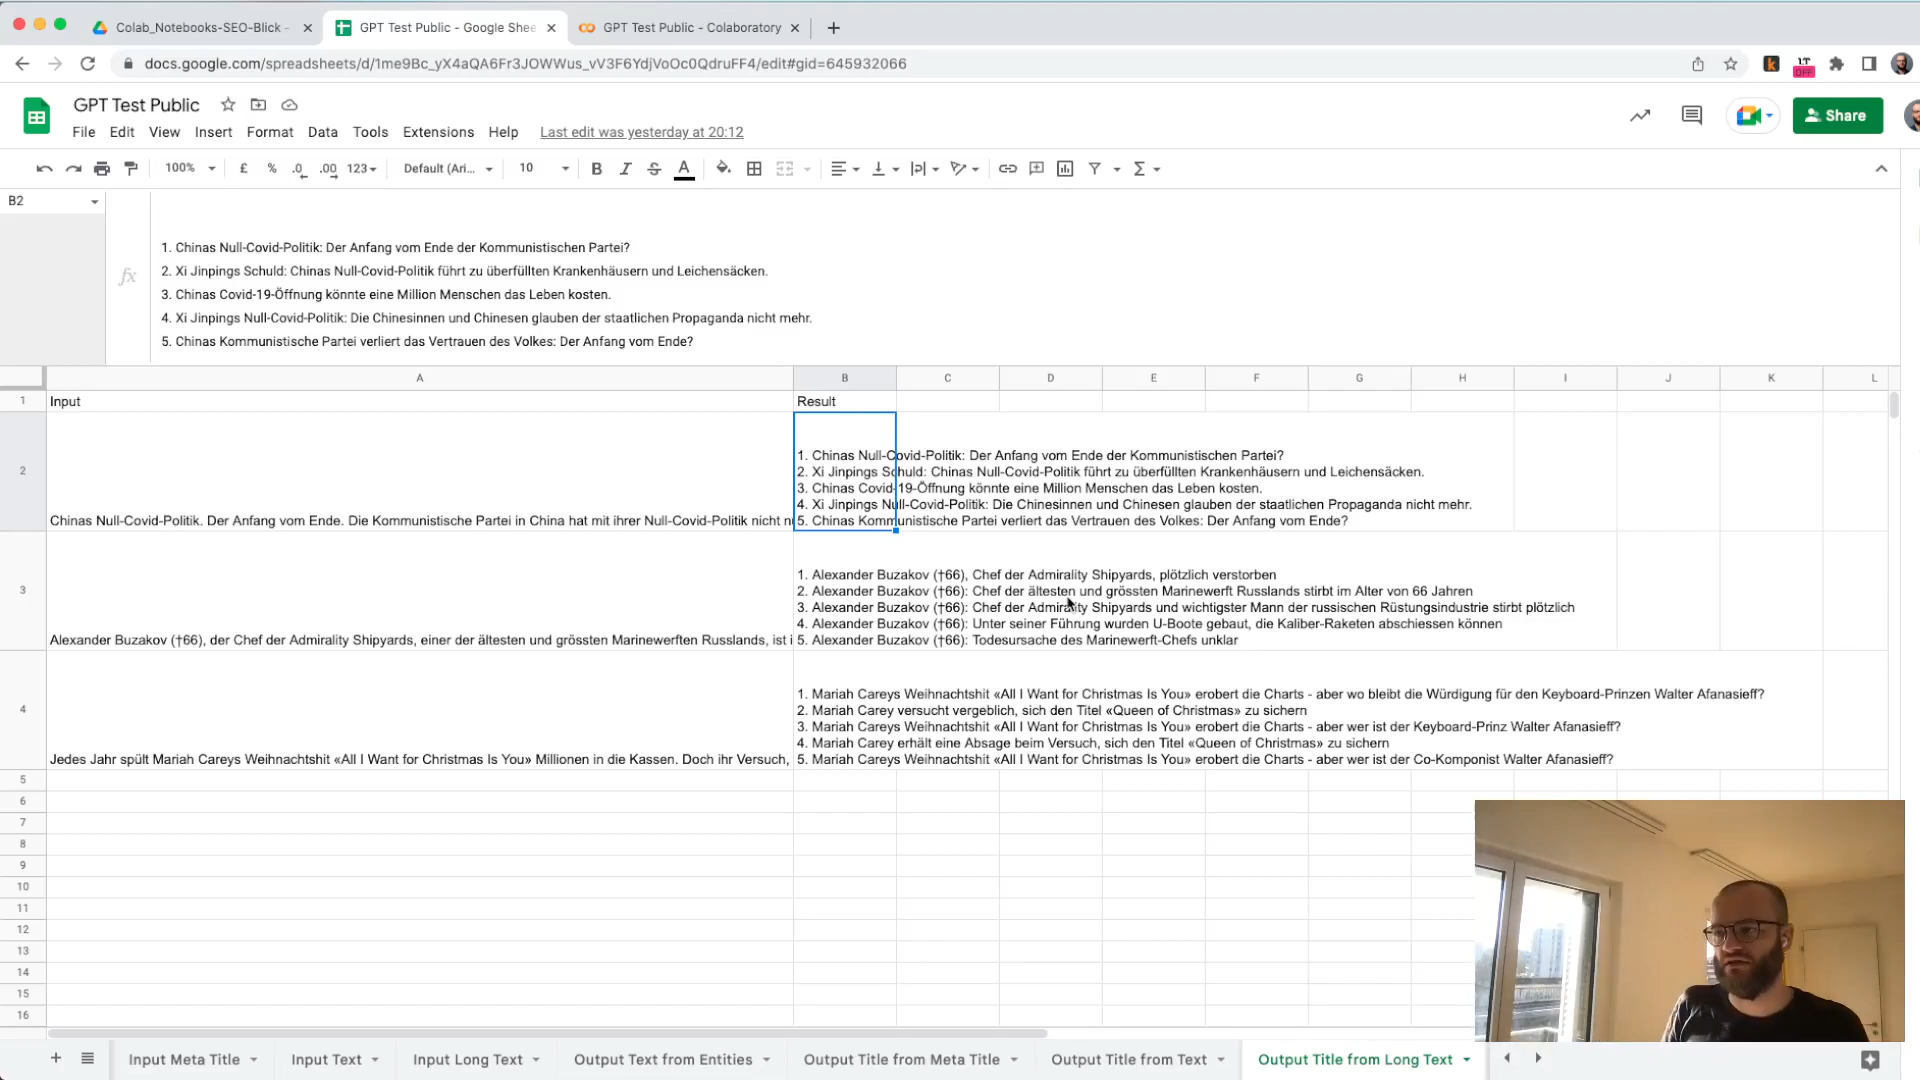 Colab_Notebooks-SEO-Blick -
GPT Test Public - Google Shee
GPT Test Public - Colaboratory
docs.google.com/spreadsheets/d/1me9Bc_yX4aQA6Fr3JOWWus_vV3F6YdjVoOc0QdruFF4/edit#gid=645932066
LT
OFF
GPT Test Public
File Edit View Insert Format Data Tools Extensions Help Last edit was yesterday at 20:12
Share
100% £ % .0 .00 123 Default (Ari... 10 B I S A
B2
fx
1. Chinas Null-Covid-Politik: Der Anfang vom Ende der Kommunistischen Partei?
2. Xi Jinpings Schuld: Chinas Null-Covid-Politik führt zu überfüllten Krankenhäusern und Leichensäcken.
3. Chinas Covid-19-Öffnung könnte eine Million Menschen das Leben kosten.
4. Xi Jinpings Null-Covid-Politik: Die Chinesinnen und Chinesen glauben der staatlichen Propaganda nicht mehr.
5. Chinas Kommunistische Partei verliert das Vertrauen des Volkes: Der Anfang vom Ende?
A B C D E F G H I J K L
1 Input Result
1. Chinas Null-Covid-Politik: Der Anfang vom Ende der Kommunistischen Partei?
2. Xi Jinpings Schuld: Chinas Null-Covid-Politik führt zu überfüllten Krankenhäusern und Leichensäcken.
2
3. Chinas Covid-19-Öffnung könnte eine Million Menschen das Leben kosten.
4. Xi Jinpings Null-Covid-Politik: Die Chinesinnen und Chinesen glauben der staatlichen Propaganda nicht mehr.
Chinas Null-Covid-Politik. Der Anfang vom Ende. Die Kommunistische Partei in China hat mit ihrer Null-Covid-Politik nicht nu
5. Chinas Kommunistische Partei verliert das Vertrauen des Volkes: Der Anfang vom Ende?
1. Alexander Buzakov (†66), Chef der Admirality Shipyards, plötzlich verstorben
3
2. Alexander Buzakov (†66): Chef der ältesten und grössten Marinewerft Russlands stirbt im Alter von 66 Jahren
3. Alexander Buzakov (†66): Chef der Admirality Shipyards und wichtigster Mann der russischen Rüstungsindustrie stirbt plötzlich
4. Alexander Buzakov (†66): Unter seiner Führung wurden U-Boote gebaut, die Kaliber-Raketen abschiessen können
Alexander Buzakov (†66), der Chef der Admirality Shipyards, einer der ältesten und grössten Marinewerften Russlands, ist i
5. Alexander Buzakov (†66): Todesursache des Marinewerft-Chefs unklar
1. Mariah Careys Weihnachtshit «All I Want for Christmas Is You» erobert die Charts - aber wo bleibt die Würdigung für den Keyboard-Prinzen Walter Afanasieff?
4
2. Mariah Carey versucht vergeblich, sich den Titel «Queen of Christmas» zu sichern
3. Mariah Careys Weihnachtshit «All I Want for Christmas Is You» erobert die Charts - aber wer ist der Keyboard-Prinz Walter Afanasieff?
4. Mariah Carey erhält eine Absage beim Versuch, sich den Titel «Queen of Christmas» zu sichern
Jedes Jahr spült Mariah Careys Weihnachtshit «All I Want for Christmas Is You» Millionen in die Kassen. Doch ihr Versuch,
5. Mariah Careys Weihnachtshit «All I Want for Christmas Is You» erobert die Charts - aber wer ist der Co-Komponist Walter Afanasieff?
5
6
7
8
9
10
11
12
13
14
15
16
Input Meta Title Input Text Input Long Text Output Text from Entities Output Title from Meta Title Output Title from Text Output Title from Long Text